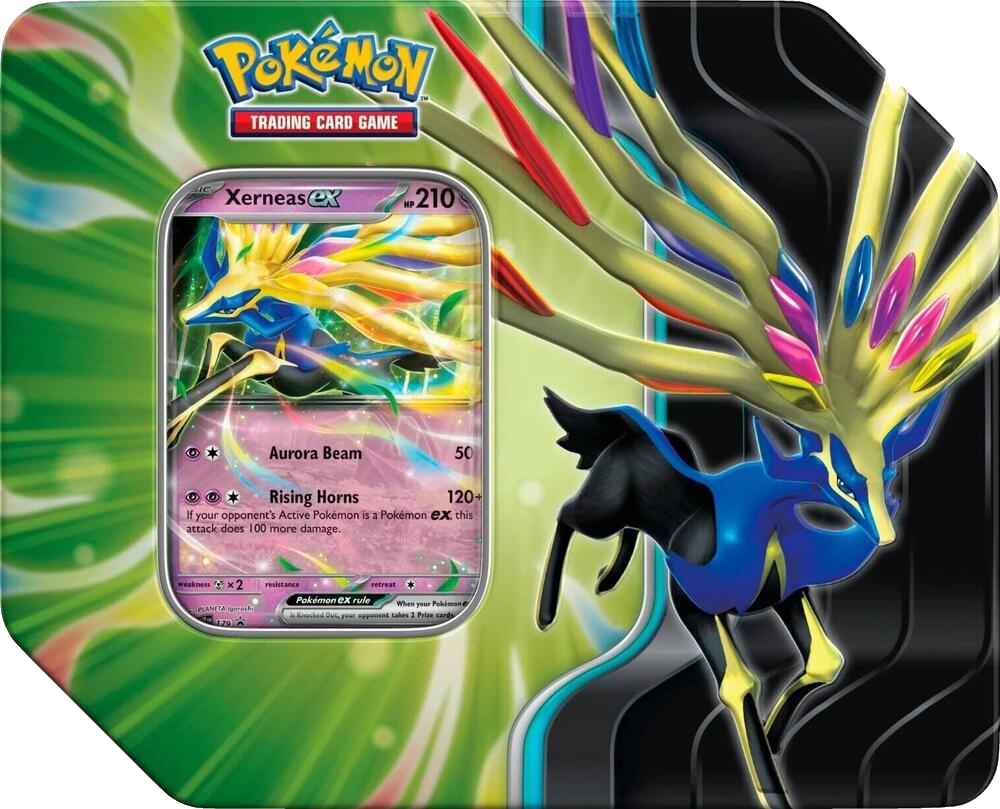 POKéMON™
TRADING CARD GAME
Xerneas ex HP 210
Aurora Beam 50
Rising Horns 120+
If your opponent's Active Pokémon is a Pokémon ex, this
attack does 100 more damage.
weakness ×2 resistance retreat
PLANETA Igarashi
Pokémon ex rule When your Pokémon e
is Knocked Out, your opponent takes 2 Prize cards
179